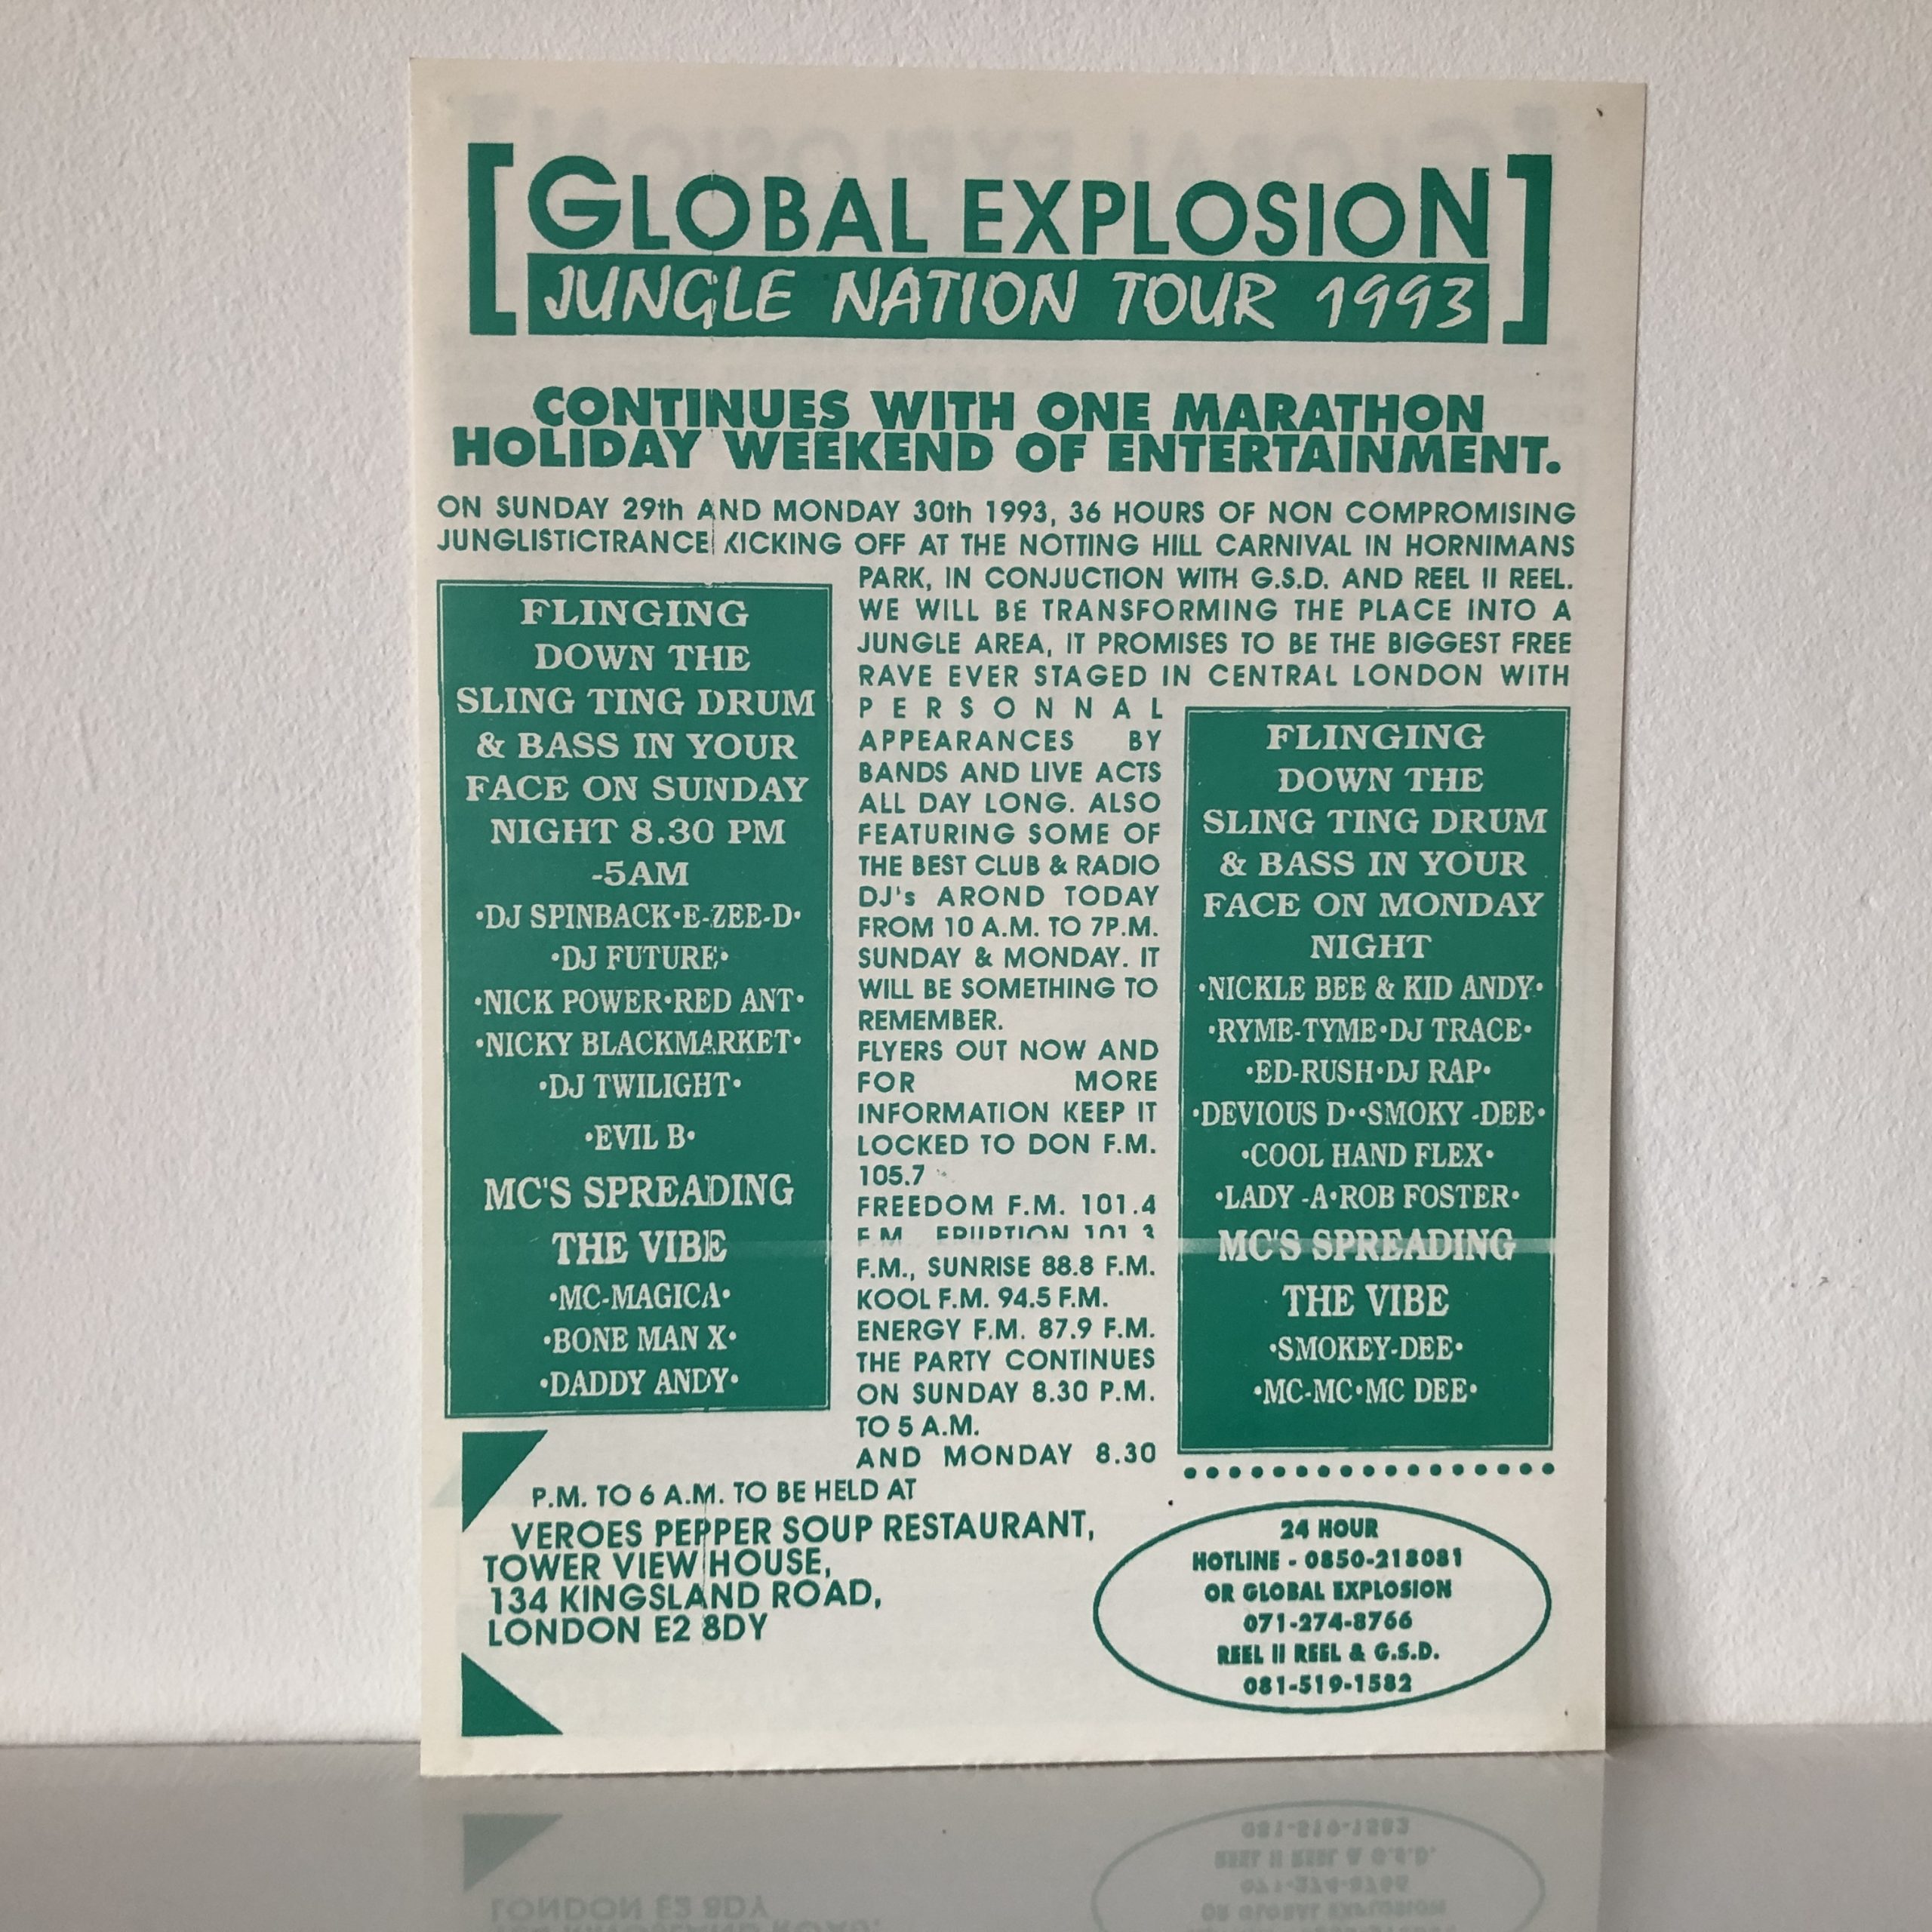 [GLOBAL EXPLOSION]
JUNGLE NATION TOUR 1993
CONTINUES WITH ONE MARATHON
HOLIDAY WEEKEND OF ENTERTAINMENT.
ON SUNDAY 29th AND MONDAY 30th 1993, 36 HOURS OF NON COMPROMISING
JUNGLISTICTRANCE KICKING OFF AT THE NOTTING HILL CARNIVAL IN HORNIMANS
PARK, IN CONJUCTION WITH G.S.D. AND REEL II REEL.
WE WILL BE TRANSFORMING THE PLACE INTO A
JUNGLE AREA, IT PROMISES TO BE THE BIGGEST FREE
RAVE EVER STAGED IN CENTRAL LONDON WITH
PERSONNAL
APPEARANCES BY
BANDS AND LIVE ACTS
ALL DAY LONG. ALSO
FEATURING SOME OF
THE BEST CLUB & RADIO
DJ's AROND TODAY
FROM 10 A.M. TO 7P.M.
SUNDAY & MONDAY. IT
WILL BE SOMETHING TO
REMEMBER.
FLYERS OUT NOW AND
FOR MORE
INFORMATION KEEP IT
LOCKED TO DON F.M.
105.7
FREEDOM F.M. 101.4
F.M. ERUPTION 101.3
F.M., SUNRISE 88.8 F.M.
KOOL F.M. 94.5 F.M.
ENERGY F.M. 87.9 F.M.
THE PARTY CONTINUES
ON SUNDAY 8.30 P.M.
TO 5 A.M.
AND MONDAY 8.30
P.M. TO 6 A.M. TO BE HELD AT
VEROES PEPPER SOUP RESTAURANT,
TOWER VIEW HOUSE,
134 KINGSLAND ROAD,
LONDON E2 8DY
FLINGING
DOWN THE
SLING TING DRUM
& BASS IN YOUR
FACE ON SUNDAY
NIGHT 8.30 PM
-5AM
•DJ SPINBACK•E-ZEE-D•
•DJ FUTURE•
•NICK POWER•RED ANT•
•NICKY BLACKMARKET•
•DJ TWILIGHT•
•EVIL B•
MC'S SPREADING
THE VIBE
•MC-MAGICA•
•BONE MAN X•
•DADDY ANDY•
FLINGING
DOWN THE
SLING TING DRUM
& BASS IN YOUR
FACE ON MONDAY
NIGHT
•NICKLE BEE & KID ANDY•
•RYME-TYME•DJ TRACE•
•ED-RUSH•DJ RAP•
•DEVIOUS D••SMOKY -DEE•
•COOL HAND FLEX•
•LADY -A•ROB FOSTER•
MC'S SPREADING
THE VIBE
•SMOKEY-DEE•
•MC-MC•MC DEE•
24 HOUR
HOTLINE - 0850-218081
OR GLOBAL EXPLOSION
071-274-8766
REEL II REEL & G.S.D.
081-519-1582